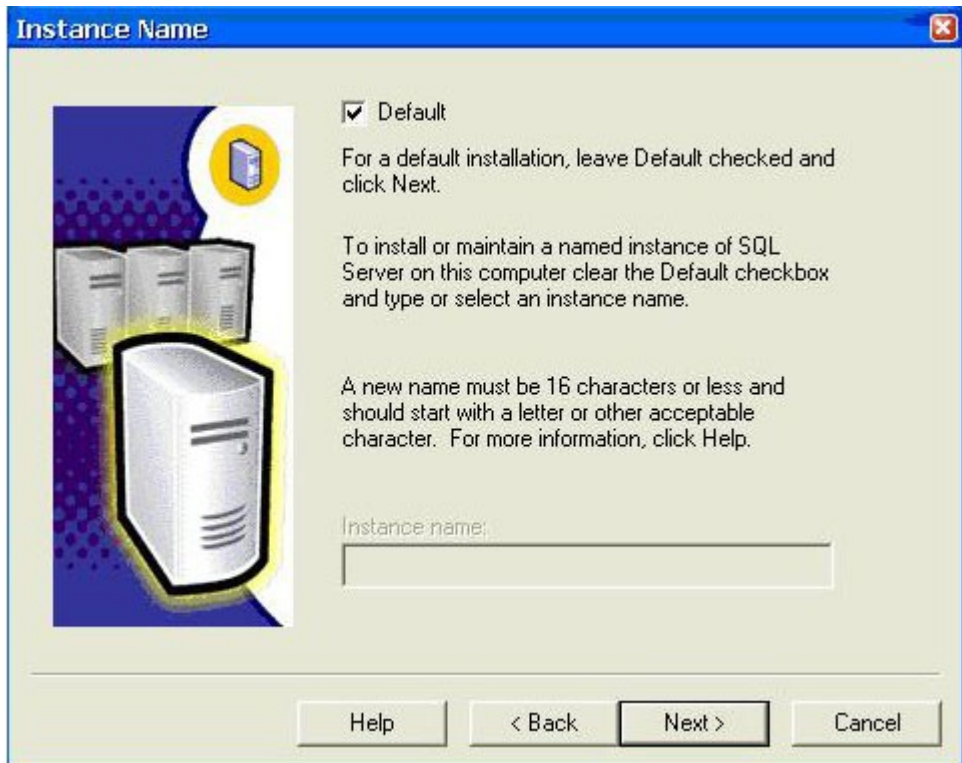 Instance Name
Default
For a default installation, leave Default checked and
click Next.
To install or maintain a named instance of SQL
Server on this computer clear the Default checkbox
and type or select an instance name.
A new name must be 16 characters or less and
should start with a letter or other acceptable
character.  For more information, click Help.
Instance name:
Help
< Back
Next >
Cancel